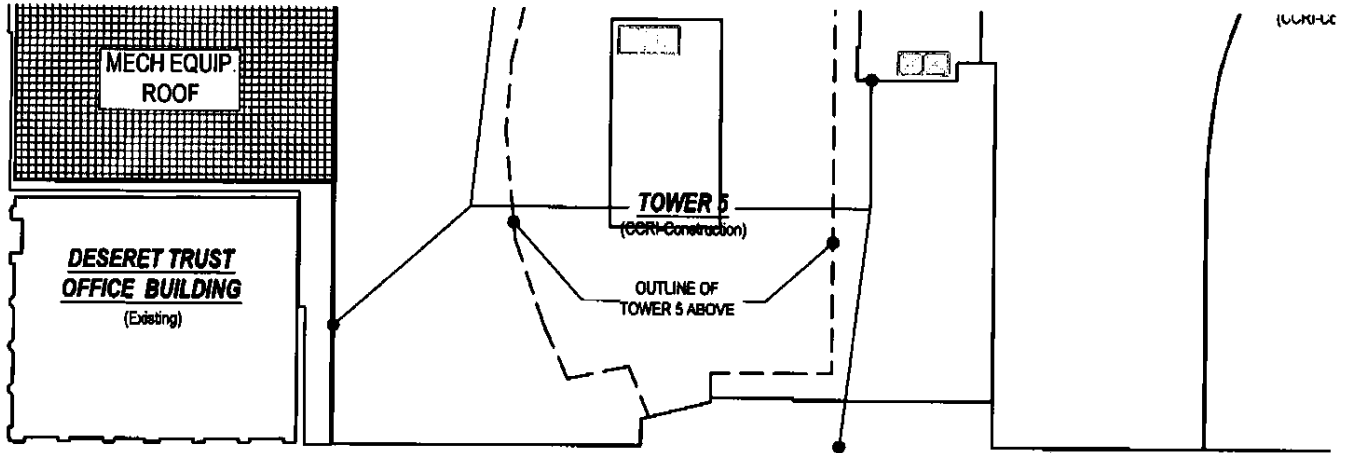 MECH EQUIP.
ROOF
TOWER 5
(CCRI-Construction)
DESERET TRUST
OFFICE BUILDING
(Existing)
OUTLINE OF
TOWER 5 ABOVE